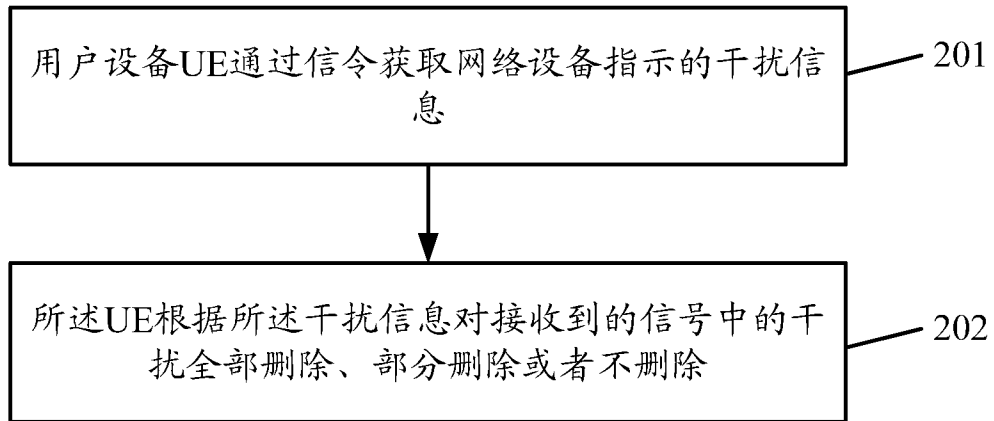 用户设备UE通过信令获取网络设备指示的干扰信
息
201
所述UE根据所述干扰信息对接收到的信号中的干
扰全部删除、部分删除或者不删除
202